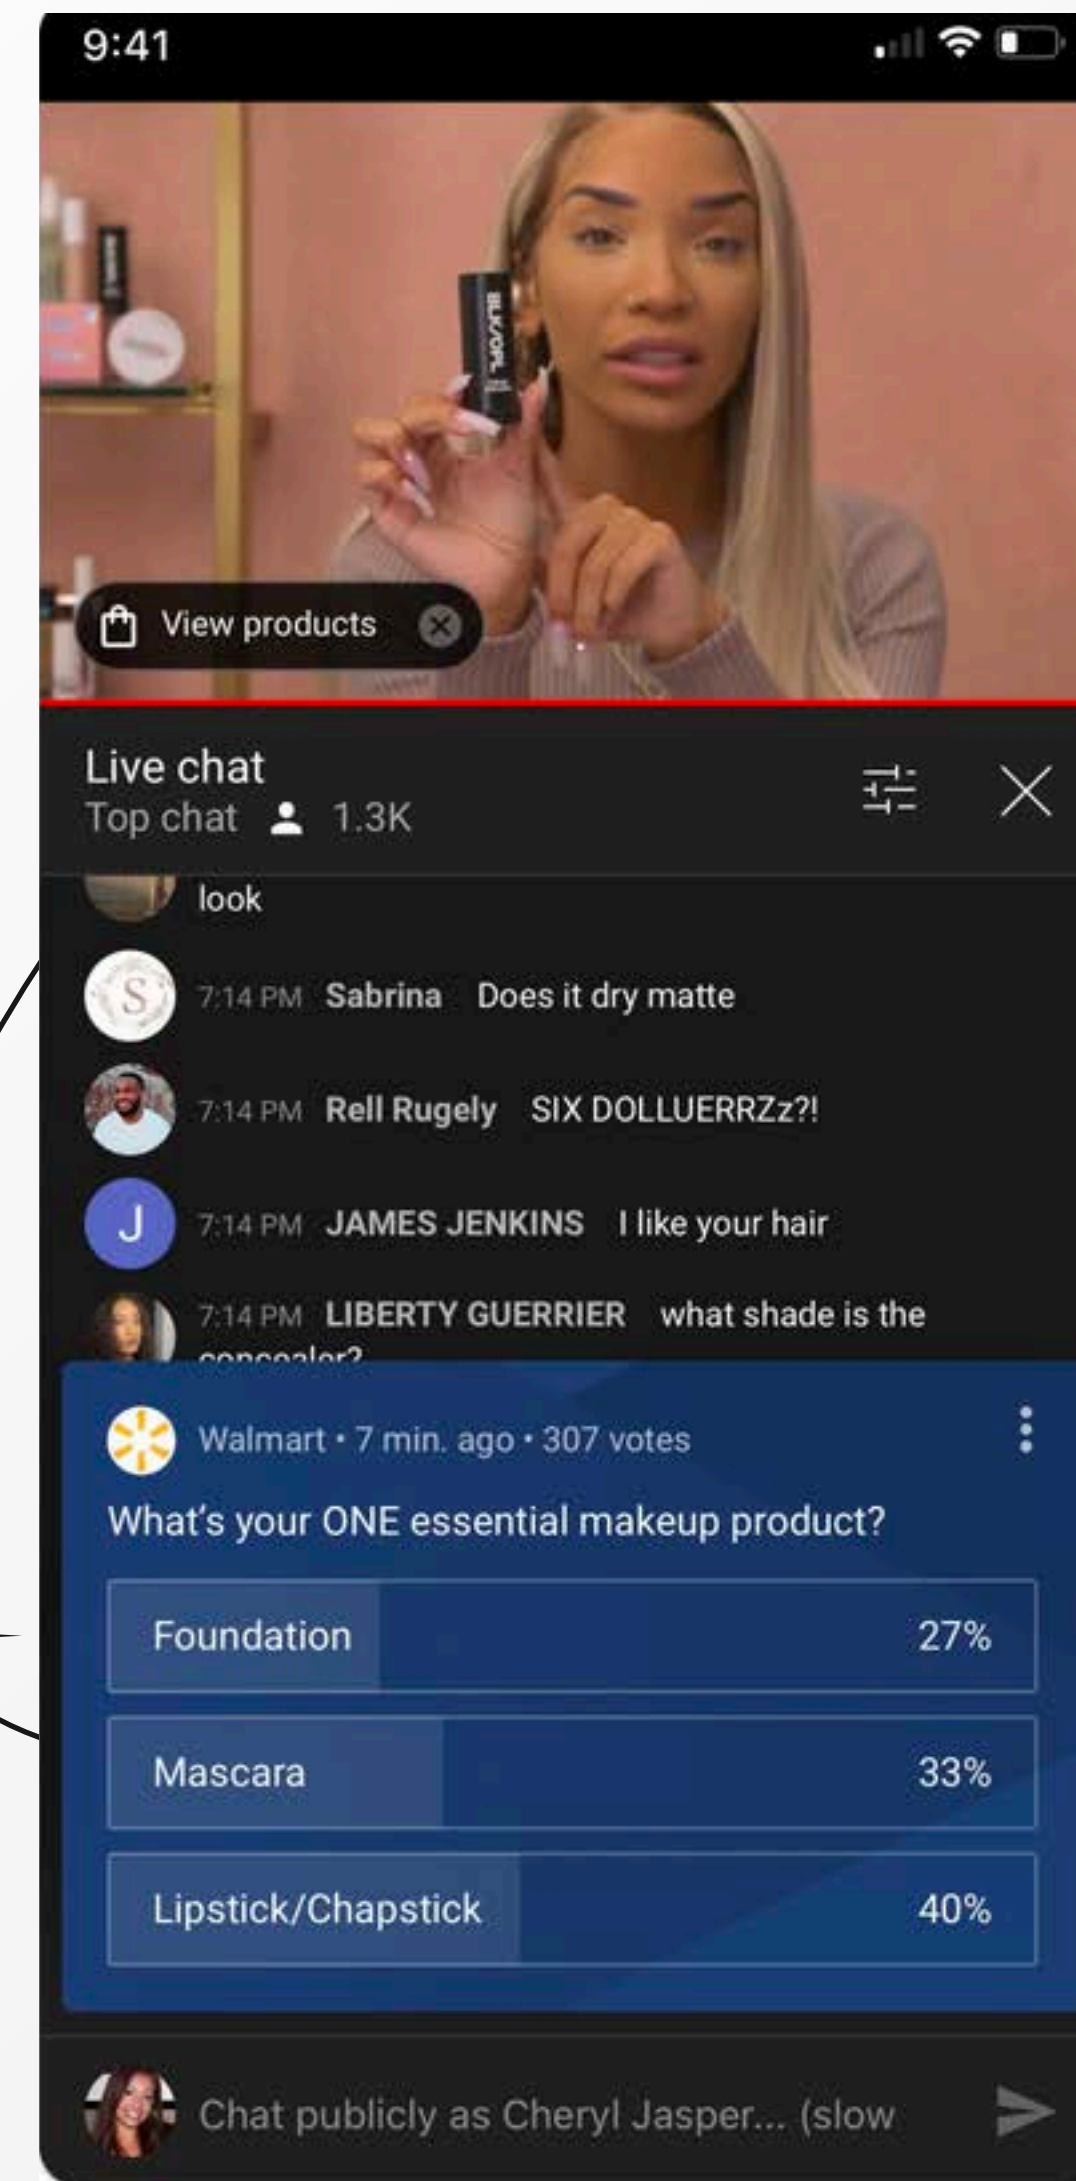 9:41
BLK/OPL
View products
Live chat
Top chat 1.3K
look
S
7:14 PM Sabrina Does it dry matte
7:14 PM Rell Rugely SIX DOLLUERRZz?!
J
7:14 PM JAMES JENKINS I like your hair
7:14 PM LIBERTY GUERRIER what shade is the
concealer?
Walmart • 7 min. ago • 307 votes
What's your ONE essential makeup product?
Foundation 27%
Mascara 33%
Lipstick/Chapstick 40%
Chat publicly as Cheryl Jasper... (slow